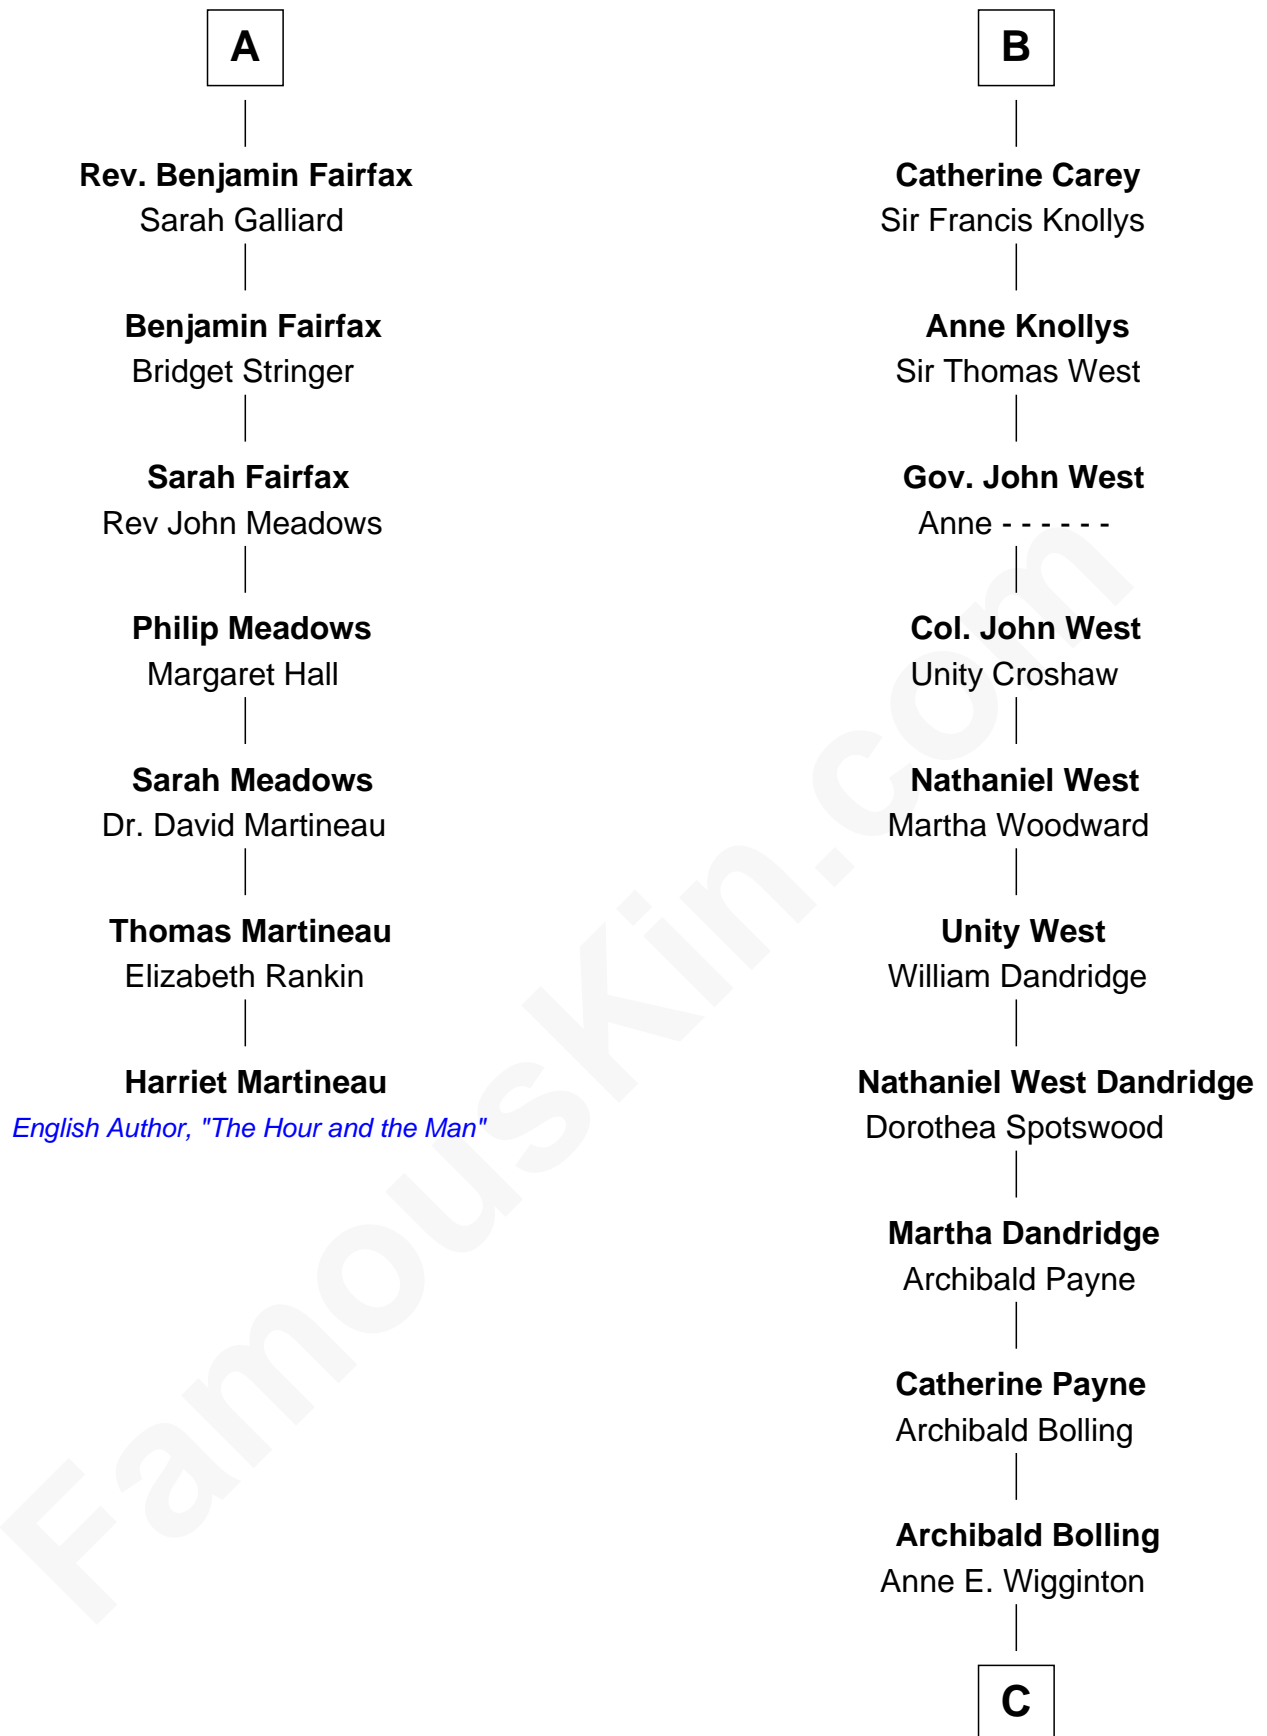 A
Rev. Benjamin Fairfax
Sarah Galliard
Benjamin Fairfax
Bridget Stringer
Sarah Fairfax
Rev John Meadows
Philip Meadows
Margaret Hall
Sarah Meadows
Dr. David Martineau
Thomas Martineau
Elizabeth Rankin
Harriet Martineau
English Author, "The Hour and the Man"
B
Catherine Carey
Sir Francis Knollys
Anne Knollys
Sir Thomas West
Gov. John West
Anne - - - - - -
Col. John West
Unity Croshaw
Nathaniel West
Martha Woodward
Unity West
William Dandridge
Nathaniel West Dandridge
Dorothea Spotswood
Martha Dandridge
Archibald Payne
Catherine Payne
Archibald Bolling
Archibald Bolling
Anne E. Wigginton
C
FamousKin.com